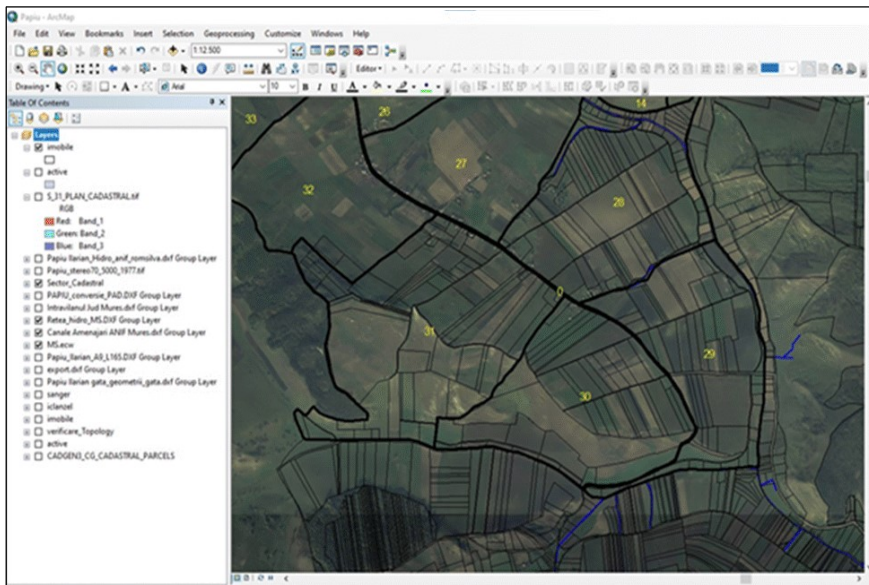 Papiu - ArcMap
File Edit View Bookmarks Insert Selection Geoprocessing Customize Windows Help
1:12.500
Editor
Drawing A Arial 10 B I U A
Table Of Contents
Layers
imobile
active
S_31_PLAN_CADASTRAL.tif
RGB
Red: Band_1
Green: Band_2
Blue: Band_3
Papiu_Ilarian_Hidro_anif_romsilva.dxf Group Layer
Papiu_stereo70_5000_1977.tif
Sector_Cadastral
PAPIU_conversie_PAD.DXF Group Layer
Intravilanul Jud Mures.dxf Group Layer
Retea_hidro_MS.DXF Group Layer
Canale Amenajari ANIF Mures.dxf Group Layer
MS.ecw
Papiu_Ilarian_A9_L165.DXF Group Layer
export.dxf Group Layer
Papiu Ilarian gata_geometrii_gata.dxf Group Layer
sanger
iclanzel
imobile
verificare_Topology
active
CADGEN3_CG_CADASTRAL_PARCELS
14
33
26
27
32
28
0
31
29
30